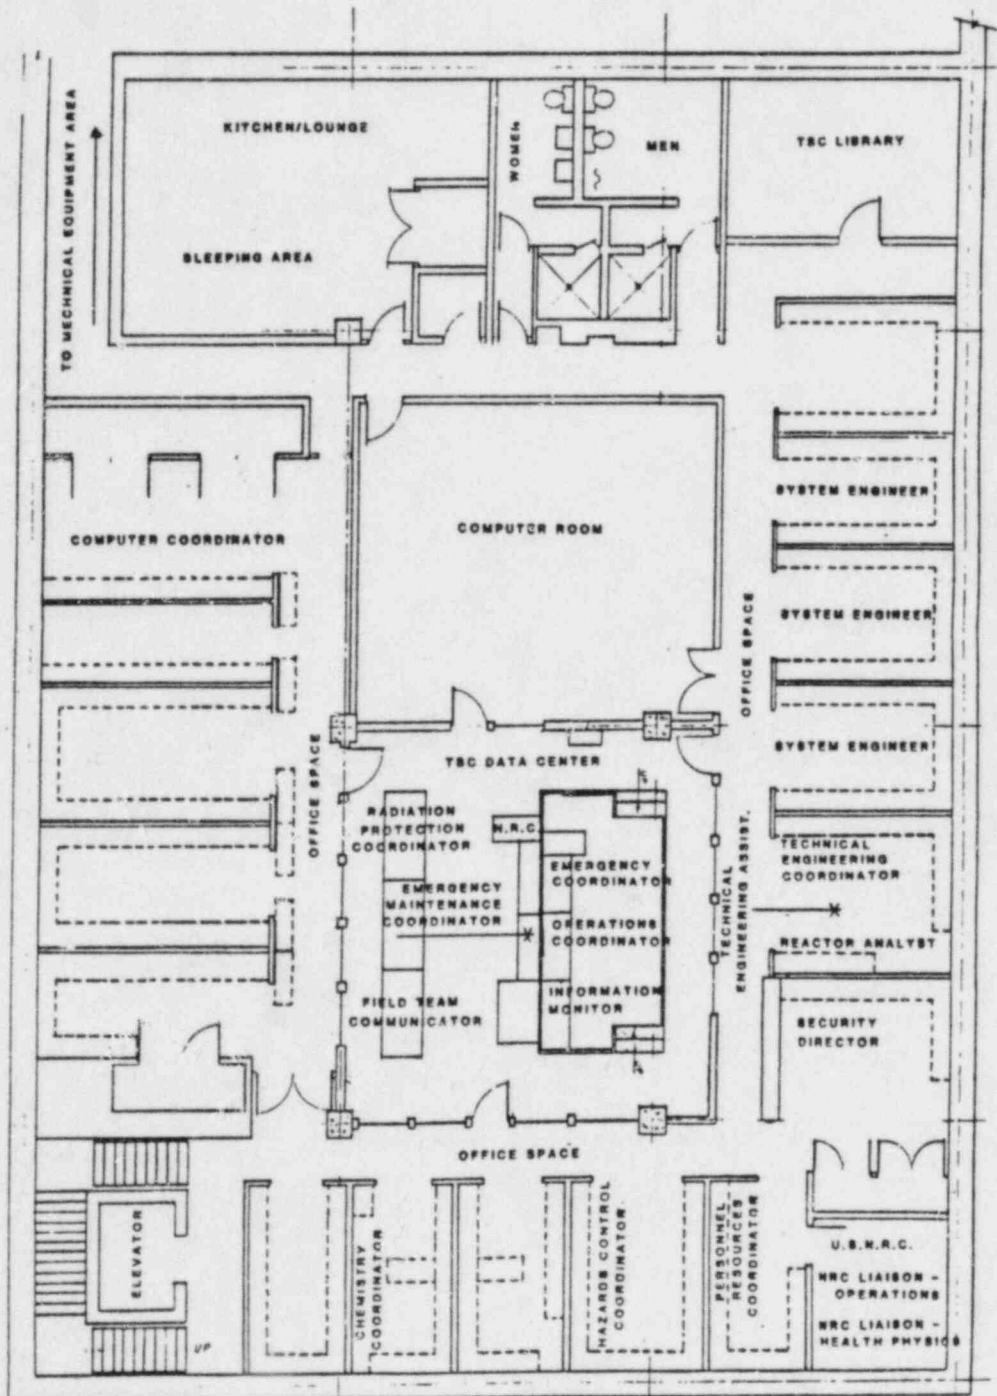 TO MECHNICAL EQUIPMENT AREA
KITCHEN/LOUNGE
SLEEPING AREA
WOMEN
MEN
TSC LIBRARY
COMPUTER COORDINATOR
COMPUTER ROOM
SYSTEM ENGINEER
SYSTEM ENGINEER
SYSTEM ENGINEER
OFFICE SPACE
OFFICE SPACE
TSC DATA CENTER
RADIATION
PROTECTION
COORDINATOR
N.R.C.
EMERGENCY
MAINTENANCE
COORDINATOR
EMERGENCY
COORDINATOR
OPERATIONS
COORDINATOR
FIELD TEAM
COMMUNICATOR
INFORMATION
MONITOR
TECHNICAL
ENGINEERING ASSIST.
TECHNICAL
ENGINEERING
COORDINATOR
REACTOR ANALYST
SECURITY
DIRECTOR
OFFICE SPACE
ELEVATOR
UP
CHEMISTRY
COORDINATOR
HAZARDS CONTROL
COORDINATOR
PERSONNEL
RESOURCES
COORDINATOR
U.S.N.R.C.
NRC LIAISON -
OPERATIONS
NRC LIAISON -
HEALTH PHYSICS